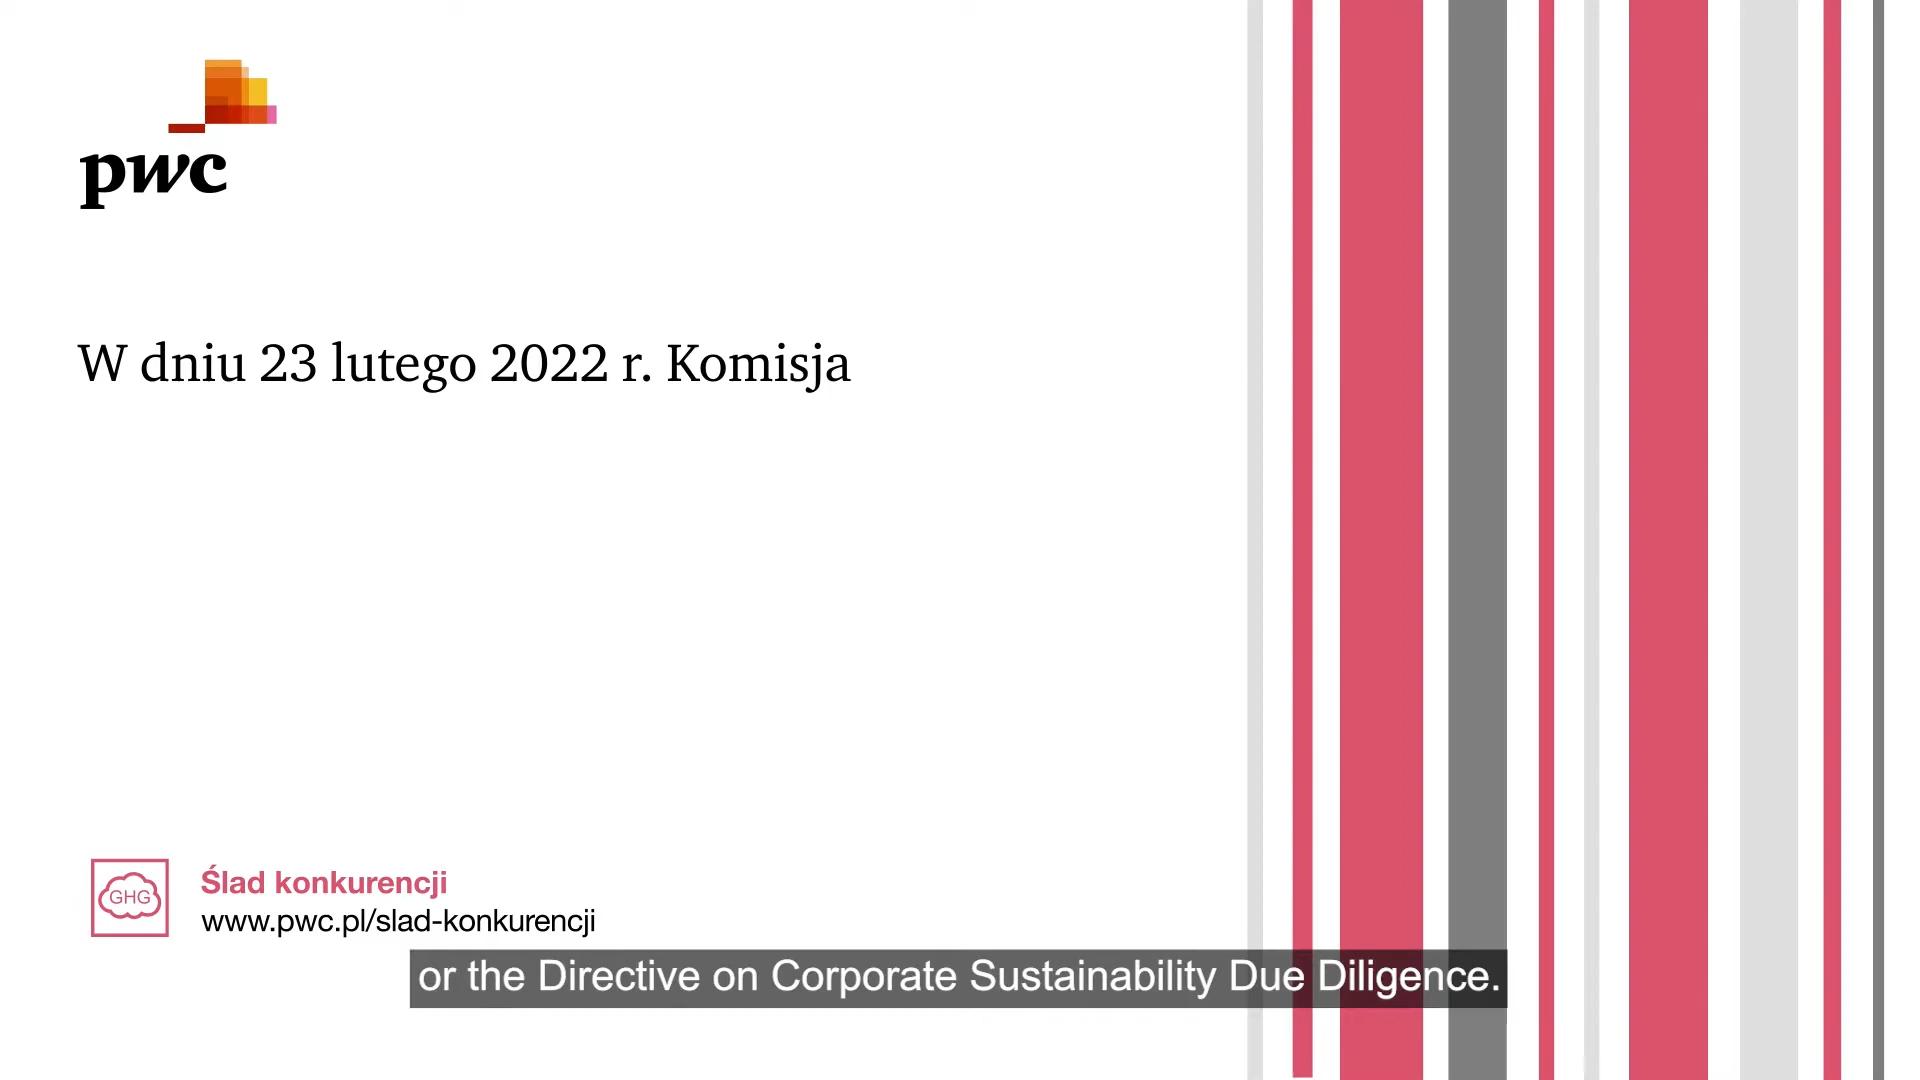 pwc
W dniu 23 lutego 2022 r. Komisja
GHG
Ślad konkurencji
www.pwc.pl/slad-konkurencji
or the Directive on Corporate Sustainability Due Diligence.